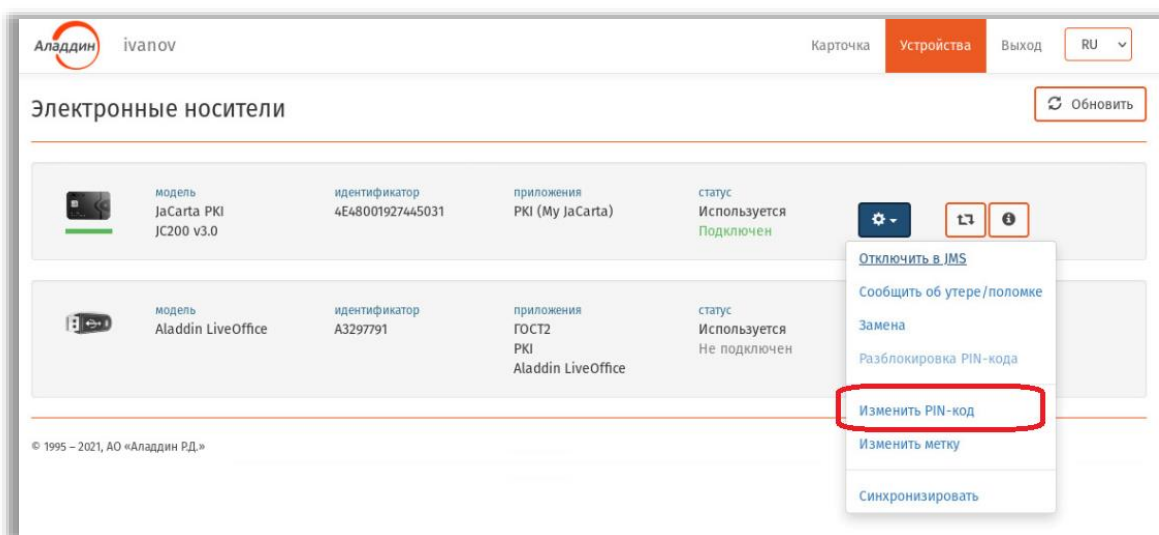 Аладдин
ivanov
Карточка
Устройства
Выход
RU
Электронные носители
Обновить
модель
JaCarta PKI
JC200 v3.0
идентификатор
4E48001927445031
приложения
PKI (My JaCarta)
статус
Используется
Подключен
Отключить в JMS
Сообщить об утере/поломке
Замена
Разблокировка PIN-кода
Изменить PIN-код
Изменить метку
Синхронизировать
модель
Aladdin LiveOffice
идентификатор
A3297791
приложения
ГОСТ2
PKI
Aladdin LiveOffice
статус
Используется
Не подключен
© 1995 – 2021, АО «Аладдин Р.Д.»